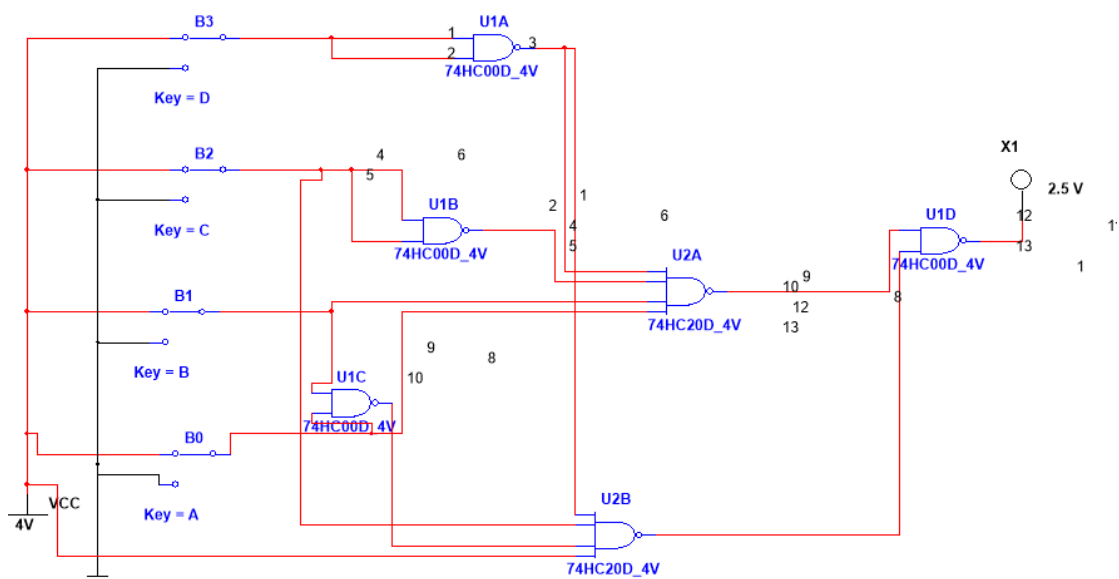 B3
U1A
1
2
3
74HC00D_4V
Key = D
B2
4
5
6
X1
2.5 V
1
2
4
5
6
U1B
Key = C
74HC00D_4V
U2A
U1D
12
13
11
74HC00D_4V
1
B1
9
10
12
13
8
74HC20D_4V
Key = B
9
8
10
U1C
74HC00D_4V
B0
VCC
4V
Key = A
U2B
74HC20D_4V